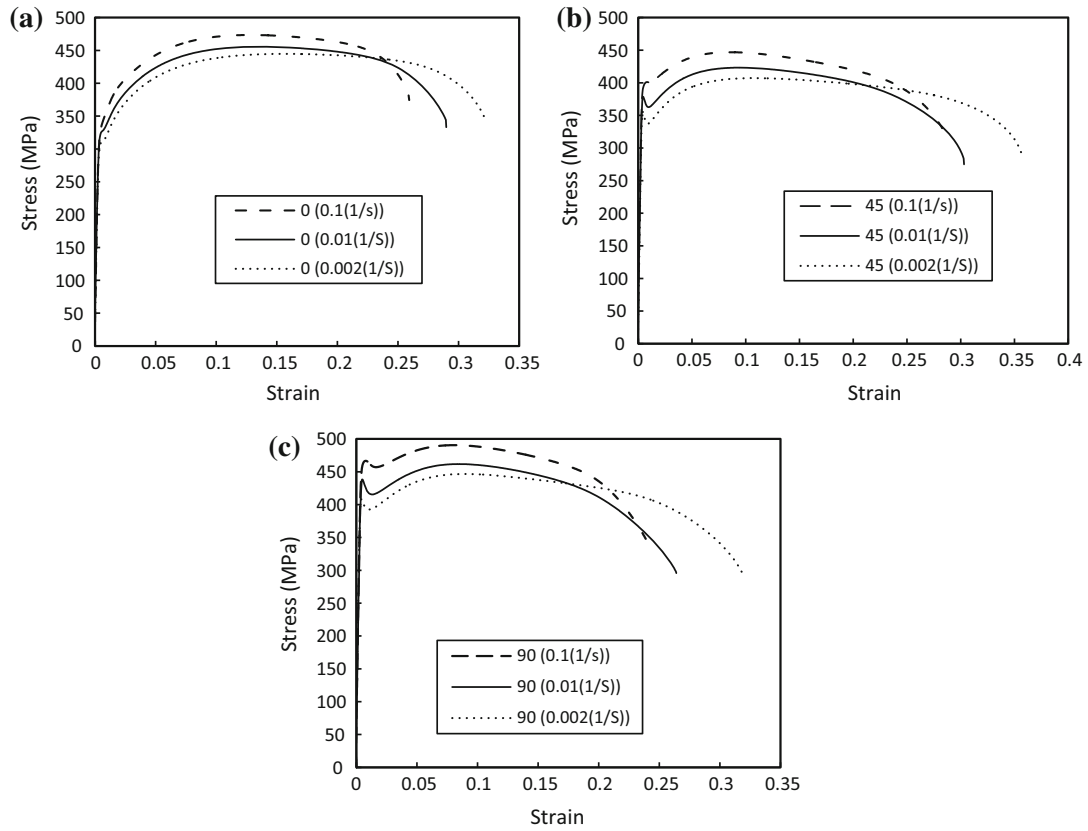 (a)
500
450
400
350
300
250
200
150
100
50
0
Stress (MPa)
0 (0.1(1/s))
0 (0.01(1/S))
0 (0.002(1/S))
0 0.05 0.1 0.15 0.2 0.25 0.3 0.35
Strain
(b)
500
450
400
350
300
250
200
150
100
50
0
Stress (MPa)
45 (0.1(1/s))
45 (0.01(1/S))
45 (0.002(1/S))
0 0.05 0.1 0.15 0.2 0.25 0.3 0.35 0.4
Strain
(c)
500
450
400
350
300
250
200
150
100
50
0
Stress (MPa)
90 (0.1(1/s))
90 (0.01(1/S))
90 (0.002(1/S))
0 0.05 0.1 0.15 0.2 0.25 0.3 0.35
Strain